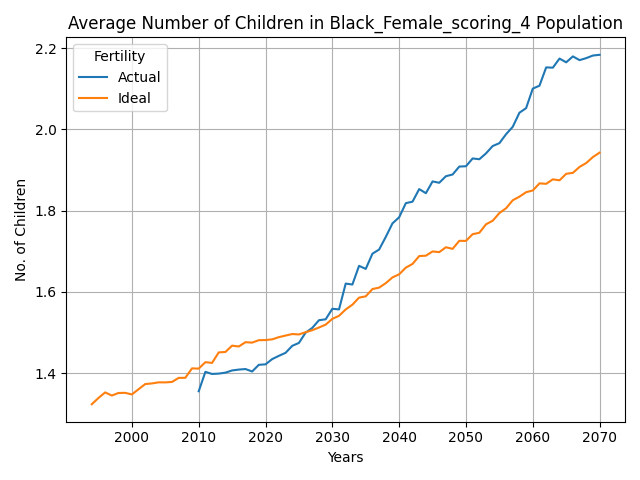 Average Number of Children in Black_Female_scoring_4 Population
Fertility
Actual
Ideal
No. of Children
2.2
2.0
1.8
1.6
1.4
2000 2010 2020 2030 2040 2050 2060 2070
Years